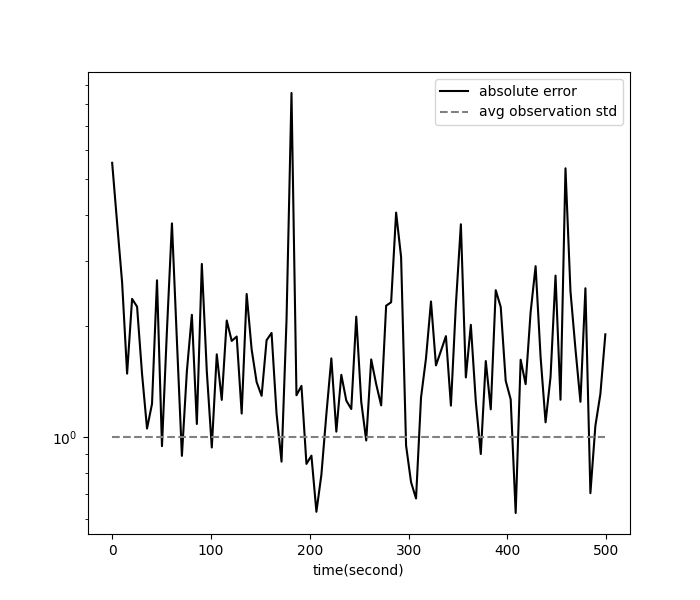 absolute error
avg observation std
10⁰
0 100 200 300 400 500
time(second)